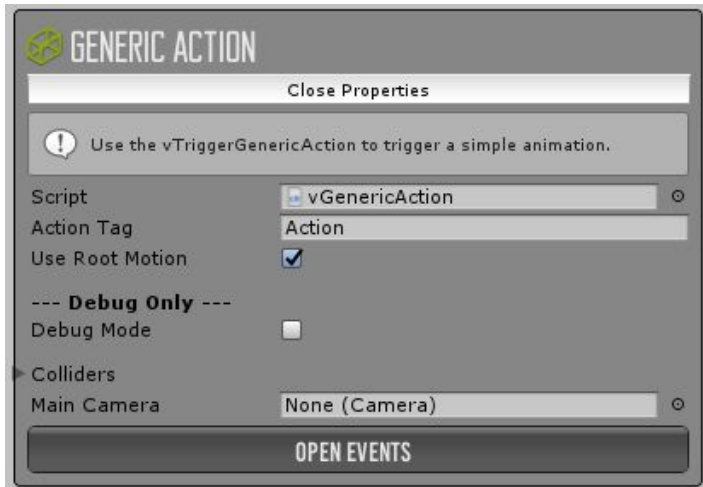 GENERIC ACTION
Close Properties
Use the vTriggerGenericAction to trigger a simple animation.
Script vGenericAction
Action Tag Action
Use Root Motion
--- Debug Only ---
Debug Mode
Colliders
Main Camera None (Camera)
OPEN EVENTS